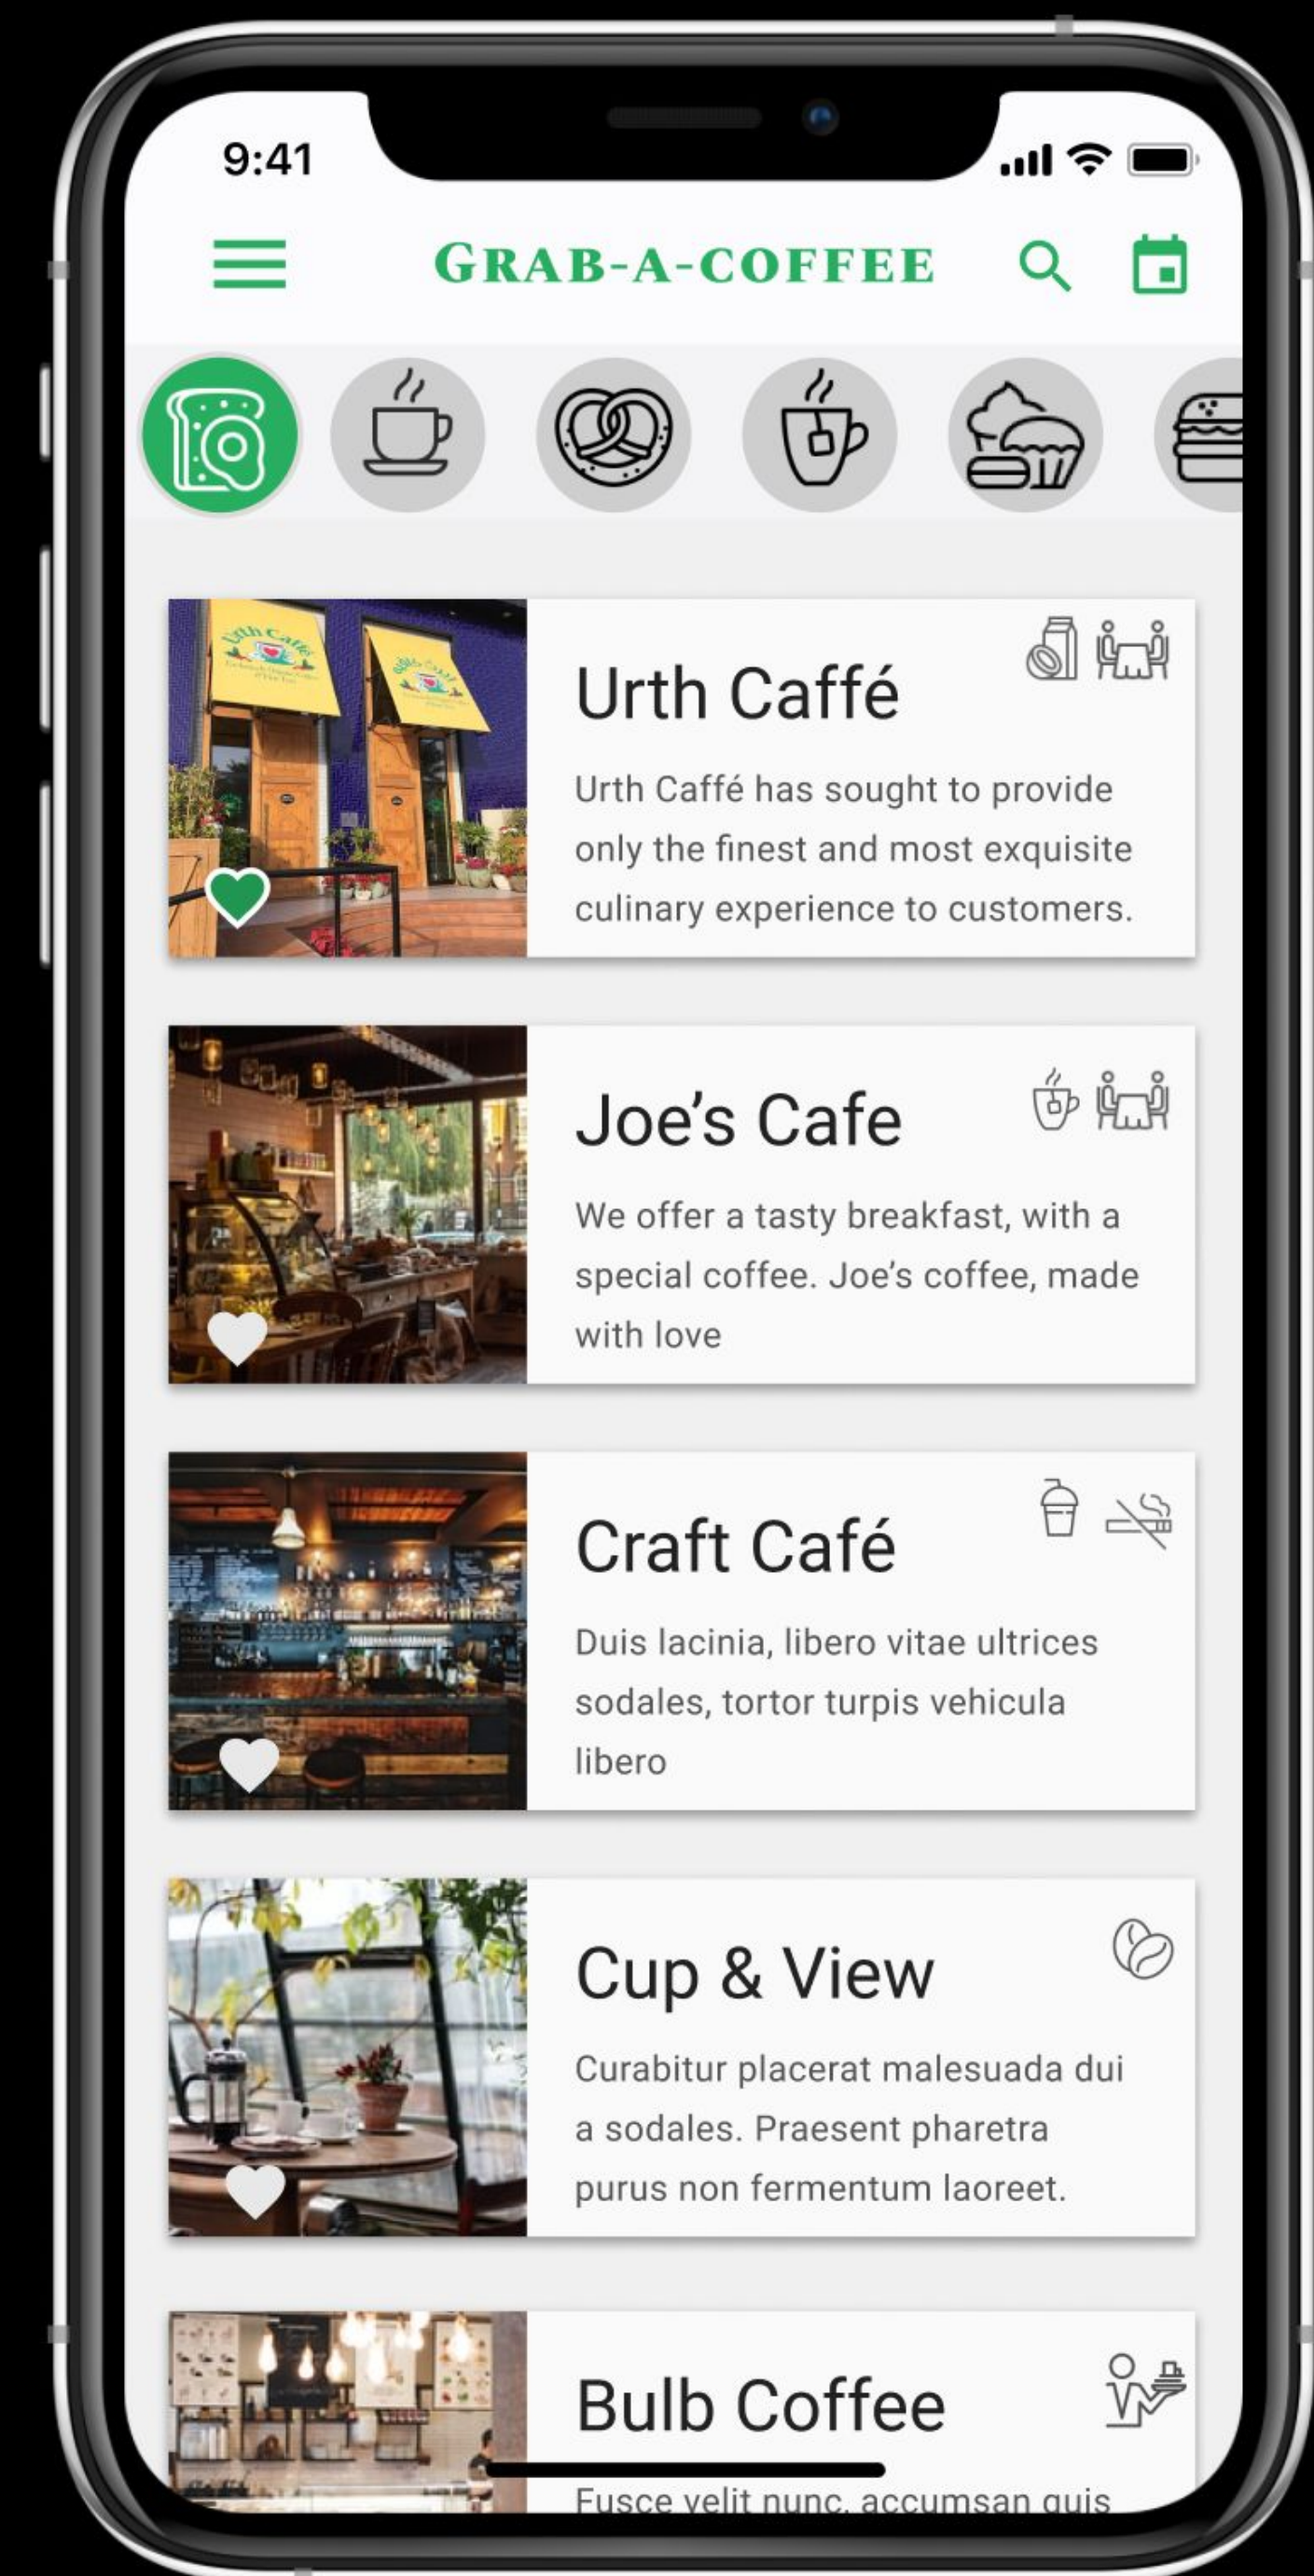 9:41
GRAB-A-COFFEE
Urth Caffé
Urth Caffé
Urth Caffé has sought to provide
only the finest and most exquisite
culinary experience to customers.
Joe’s Cafe
We offer a tasty breakfast, with a
special coffee. Joe’s coffee, made
with love
Craft Café
Duis lacinia, libero vitae ultrices
sodales, tortor turpis vehicula
libero
Cup & View
Curabitur placerat malesuada dui
a sodales. Praesent pharetra
purus non fermentum laoreet.
Bulb Coffee
Fusce velit nunc, accumsan quis